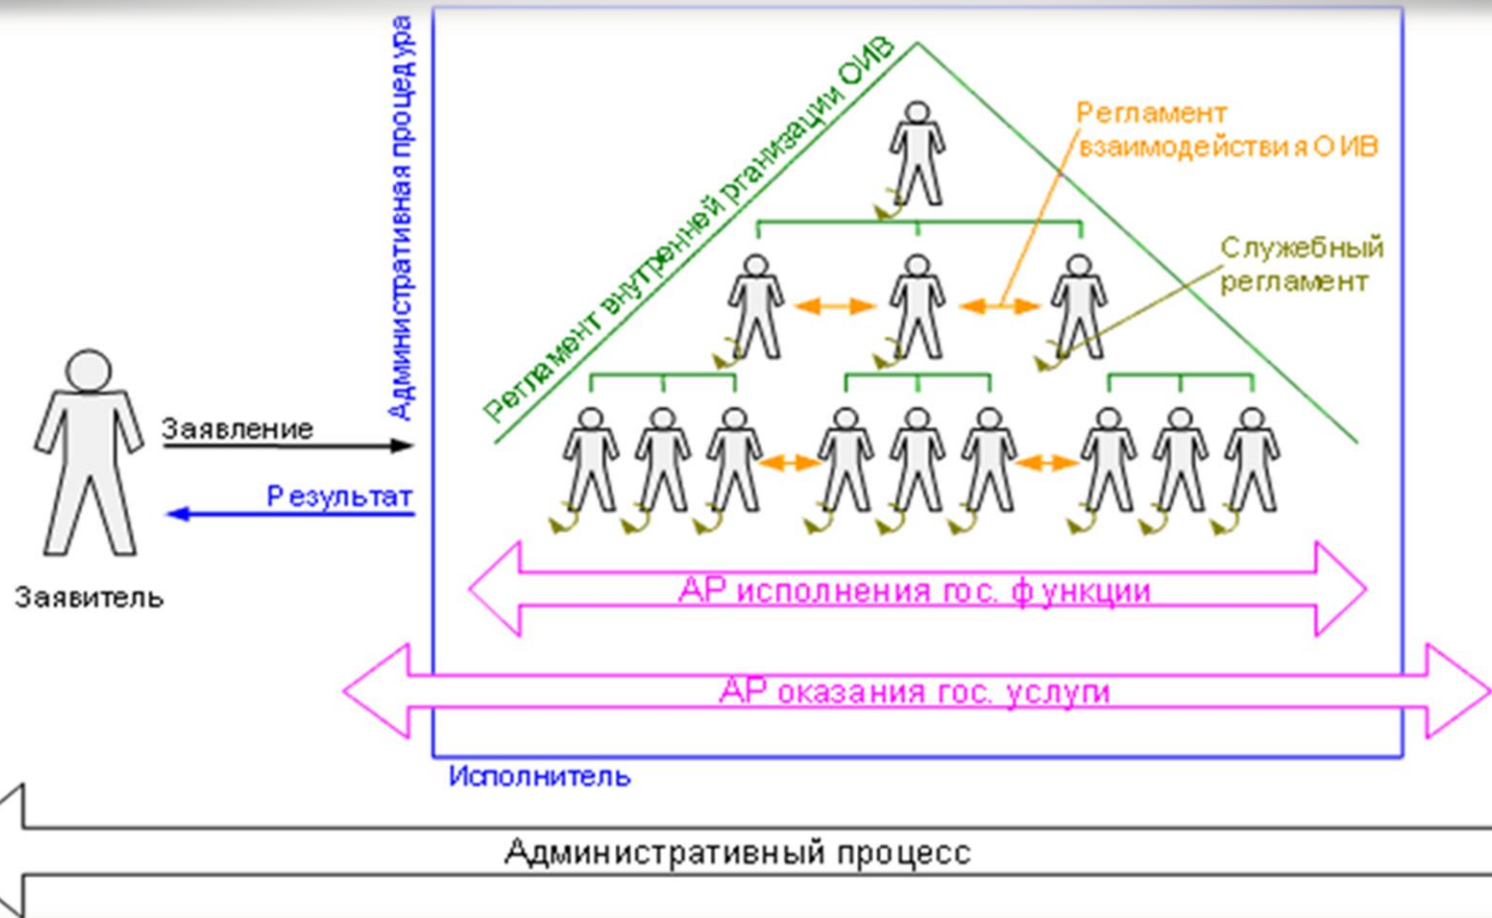 Административная процедура
Регламент внутренней рганизации ОИВ
Регламент
взаимодействия ОИВ
Служебный
регламент
Заявление
Результат
Заявитель
АР исполнения гос. функции
АР оказания гос. услуги
Исполнитель
Административный процесс